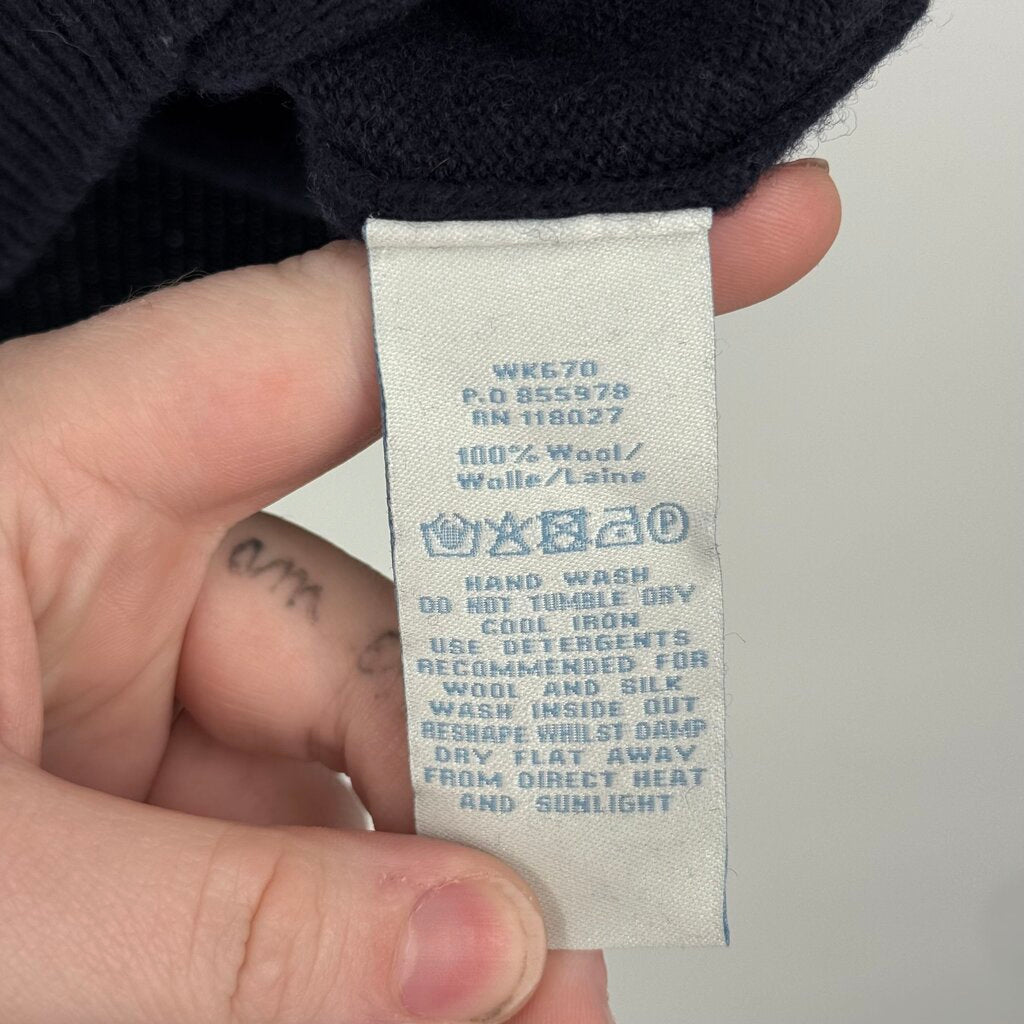 WK670
P.O 855978
RN 118027
100% Wool/
Wolle/Laine
P
HAND WASH
DO NOT TUMBLE DRY
COOL IRON
USE DETERGENTS
RECOMMENDED FOR
WOOL AND SILK
WASH INSIDE OUT
RESHAPE WHILST DAMP
DRY FLAT AWAY
FROM DIRECT HEAT
AND SUNLIGHT
am